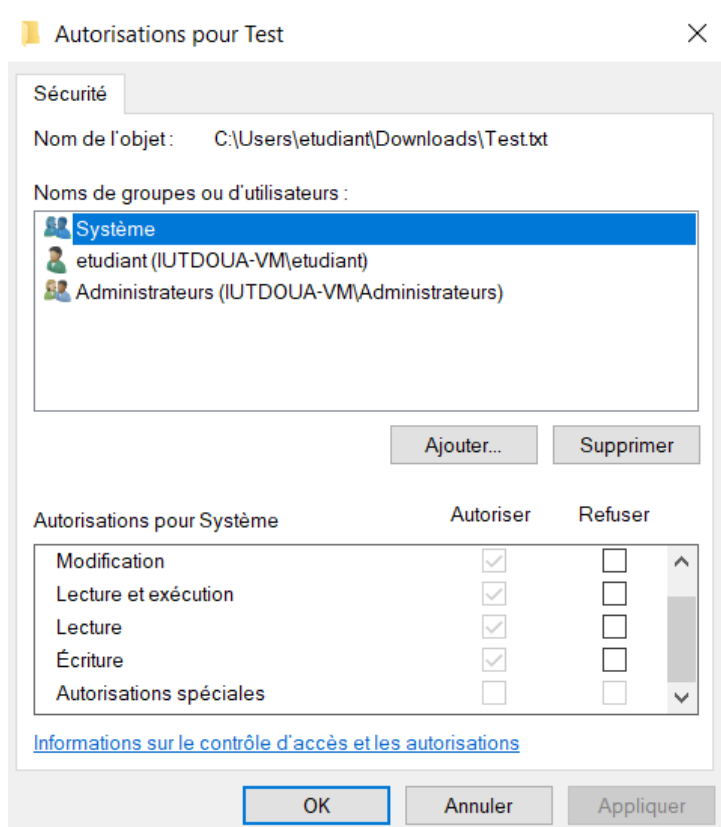 Autorisations pour Test
Sécurité
Nom de l'objet : C:\Users\etudiant\Downloads\Test.txt
Noms de groupes ou d'utilisateurs :
Système
etudiant (IUTDOUA-VM\etudiant)
Administrateurs (IUTDOUA-VM\Administrateurs)
Ajouter... Supprimer
Autorisations pour Système Autoriser Refuser
Modification
Lecture et exécution
Lecture
Écriture
Autorisations spéciales
Informations sur le contrôle d'accès et les autorisations
OK Annuler Appliquer